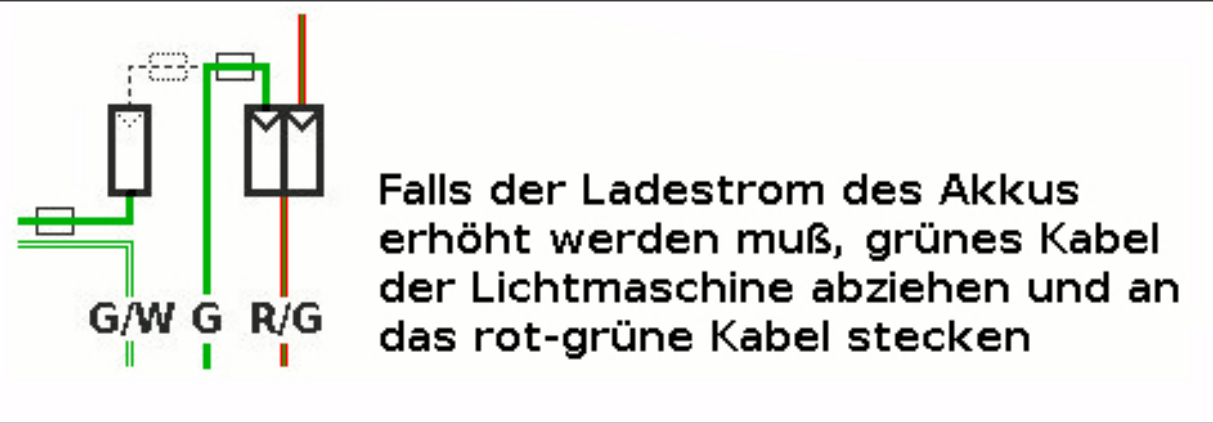 G/W G R/G
Falls der Ladestrom des Akkus
erhöht werden muß, grünes Kabel
der Lichtmaschine abziehen und an
das rot-grüne Kabel stecken